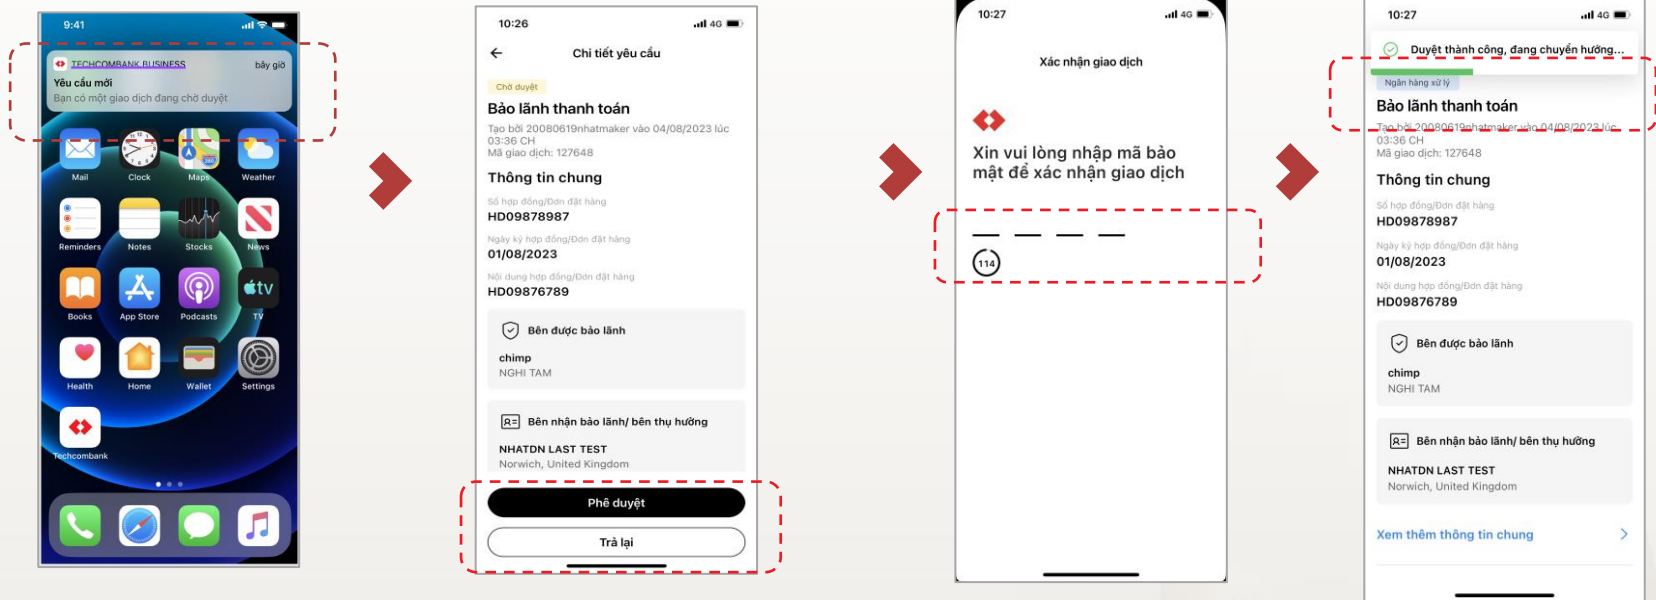 9:41
TECHCOMBANK BUSINESS
bây giờ
Yêu cầu mới
Bạn có một giao dịch đang chờ duyệt
Mail
Clock
Maps
Weather
Reminders
Notes
Stocks
News
Books
App Store
Podcasts
tv
TV
Health
Home
Wallet
Settings
Techcombank
10:26
4G
Chi tiết yêu cầu
Chờ duyệt
Bảo lãnh thanh toán
Tạo bởi 20080619nhatmaker vào 04/08/2023 lúc
03:36 CH
Mã giao dịch: 127648
Thông tin chung
Số hợp đồng/Đơn đặt hàng
HD09878987
Ngày ký hợp đồng/Đơn đặt hàng
01/08/2023
Nội dung hợp đồng/Đơn đặt hàng
HD09876789
Bên được bảo lãnh
chimp
NGHI TAM
Bên nhận bảo lãnh/ bên thụ hưởng
NHATDN LAST TEST
Norwich, United Kingdom
Phê duyệt
Trả lại
10:27
4G
Xác nhận giao dịch
Xin vui lòng nhập mã bảo
mật để xác nhận giao dịch
114
10:27
4G
Duyệt thành công, đang chuyển hướng...
Ngân hàng xử lý
Bảo lãnh thanh toán
Tạo bởi 20080619nhatmaker vào 04/08/2023 lúc
03:36 CH
Mã giao dịch: 127648
Thông tin chung
Số hợp đồng/Đơn đặt hàng
HD09878987
Ngày ký hợp đồng/Đơn đặt hàng
01/08/2023
Nội dung hợp đồng/Đơn đặt hàng
HD09876789
Bên được bảo lãnh
chimp
NGHI TAM
Bên nhận bảo lãnh/ bên thụ hưởng
NHATDN LAST TEST
Norwich, United Kingdom
Xem thêm thông tin chung